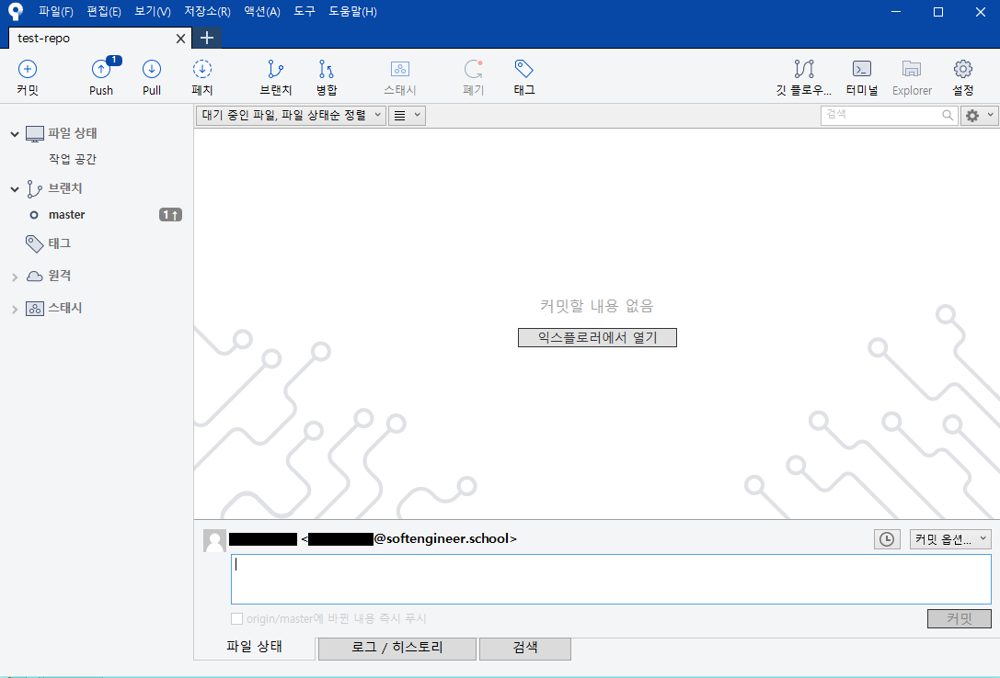 파일(F) 편집(E) 보기(V) 저장소(R) 액션(A) 도구 도움말(H)
test-repo
1
커밋 Push Pull 페치 브랜치 병합 스태시 폐기 태그 깃 플로우... 터미널 Explorer 설정
대기 중인 파일, 파일 상태순 정렬 검색
파일 상태
작업 공간
브랜치
master 1↑
태그
원격
스태시
커밋할 내용 없음
익스플로러에서 열기
< @softengineer.school> 커밋 옵션...
origin/master에 바뀐 내용 즉시 푸시 커밋
파일 상태 로그 / 히스토리 검색